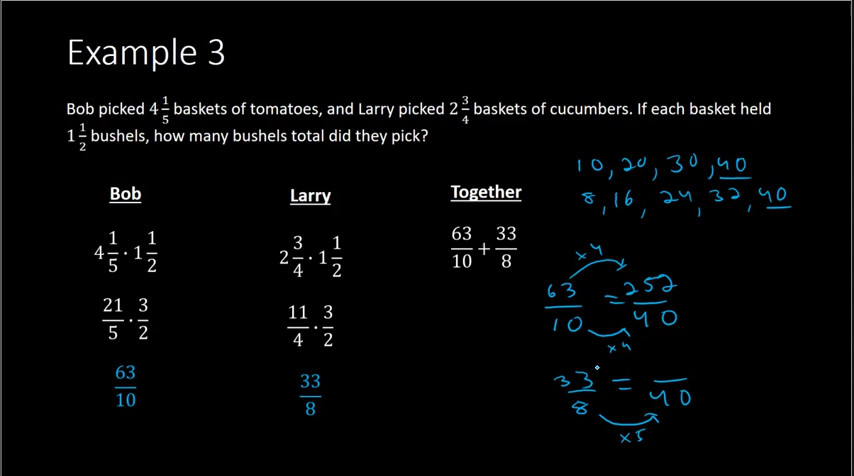 Example 3
Bob picked 4 1/5 baskets of tomatoes, and Larry picked 2 3/4 baskets of cucumbers. If each basket held
1 1/2 bushels, how many bushels total did they pick?
Bob
4 1/5 · 1 1/2
21/5 · 3/2
63/10
Larry
2 3/4 · 1 1/2
11/4 · 3/2
33/8
Together
63/10 + 33/8
10, 20, 30, 40
8, 16, 24, 32, 40
x4
63/10 = 252/40
x4
33/8 = /40
x5